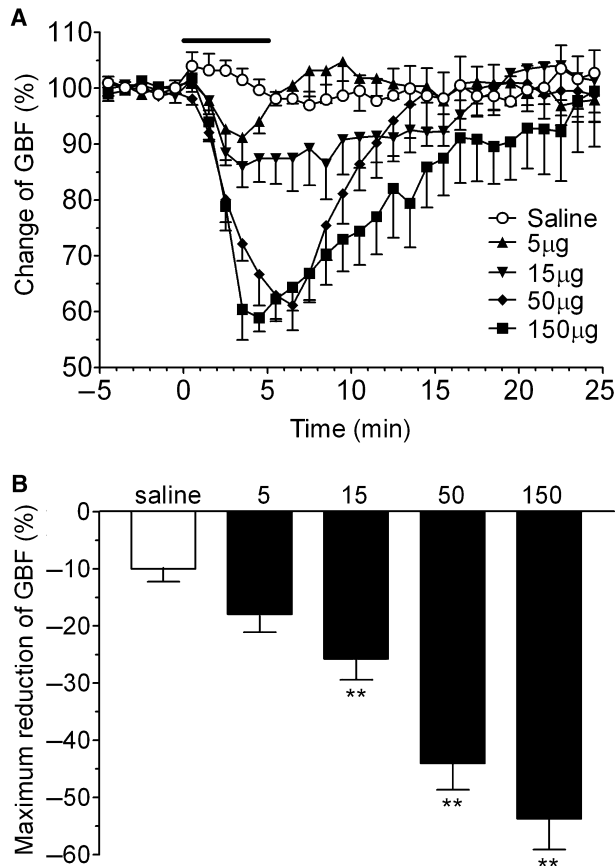 A
Change of GBF (%)
110
100
90
80
70
60
50
–5
0
5
10
15
20
25
Time (min)
Saline
5μg
15μg
50μg
150μg
B
Maximum reduction of GBF (%)
saline
5
15
50
150
0
–10
–20
–30
–40
–50
–60
**
**
**